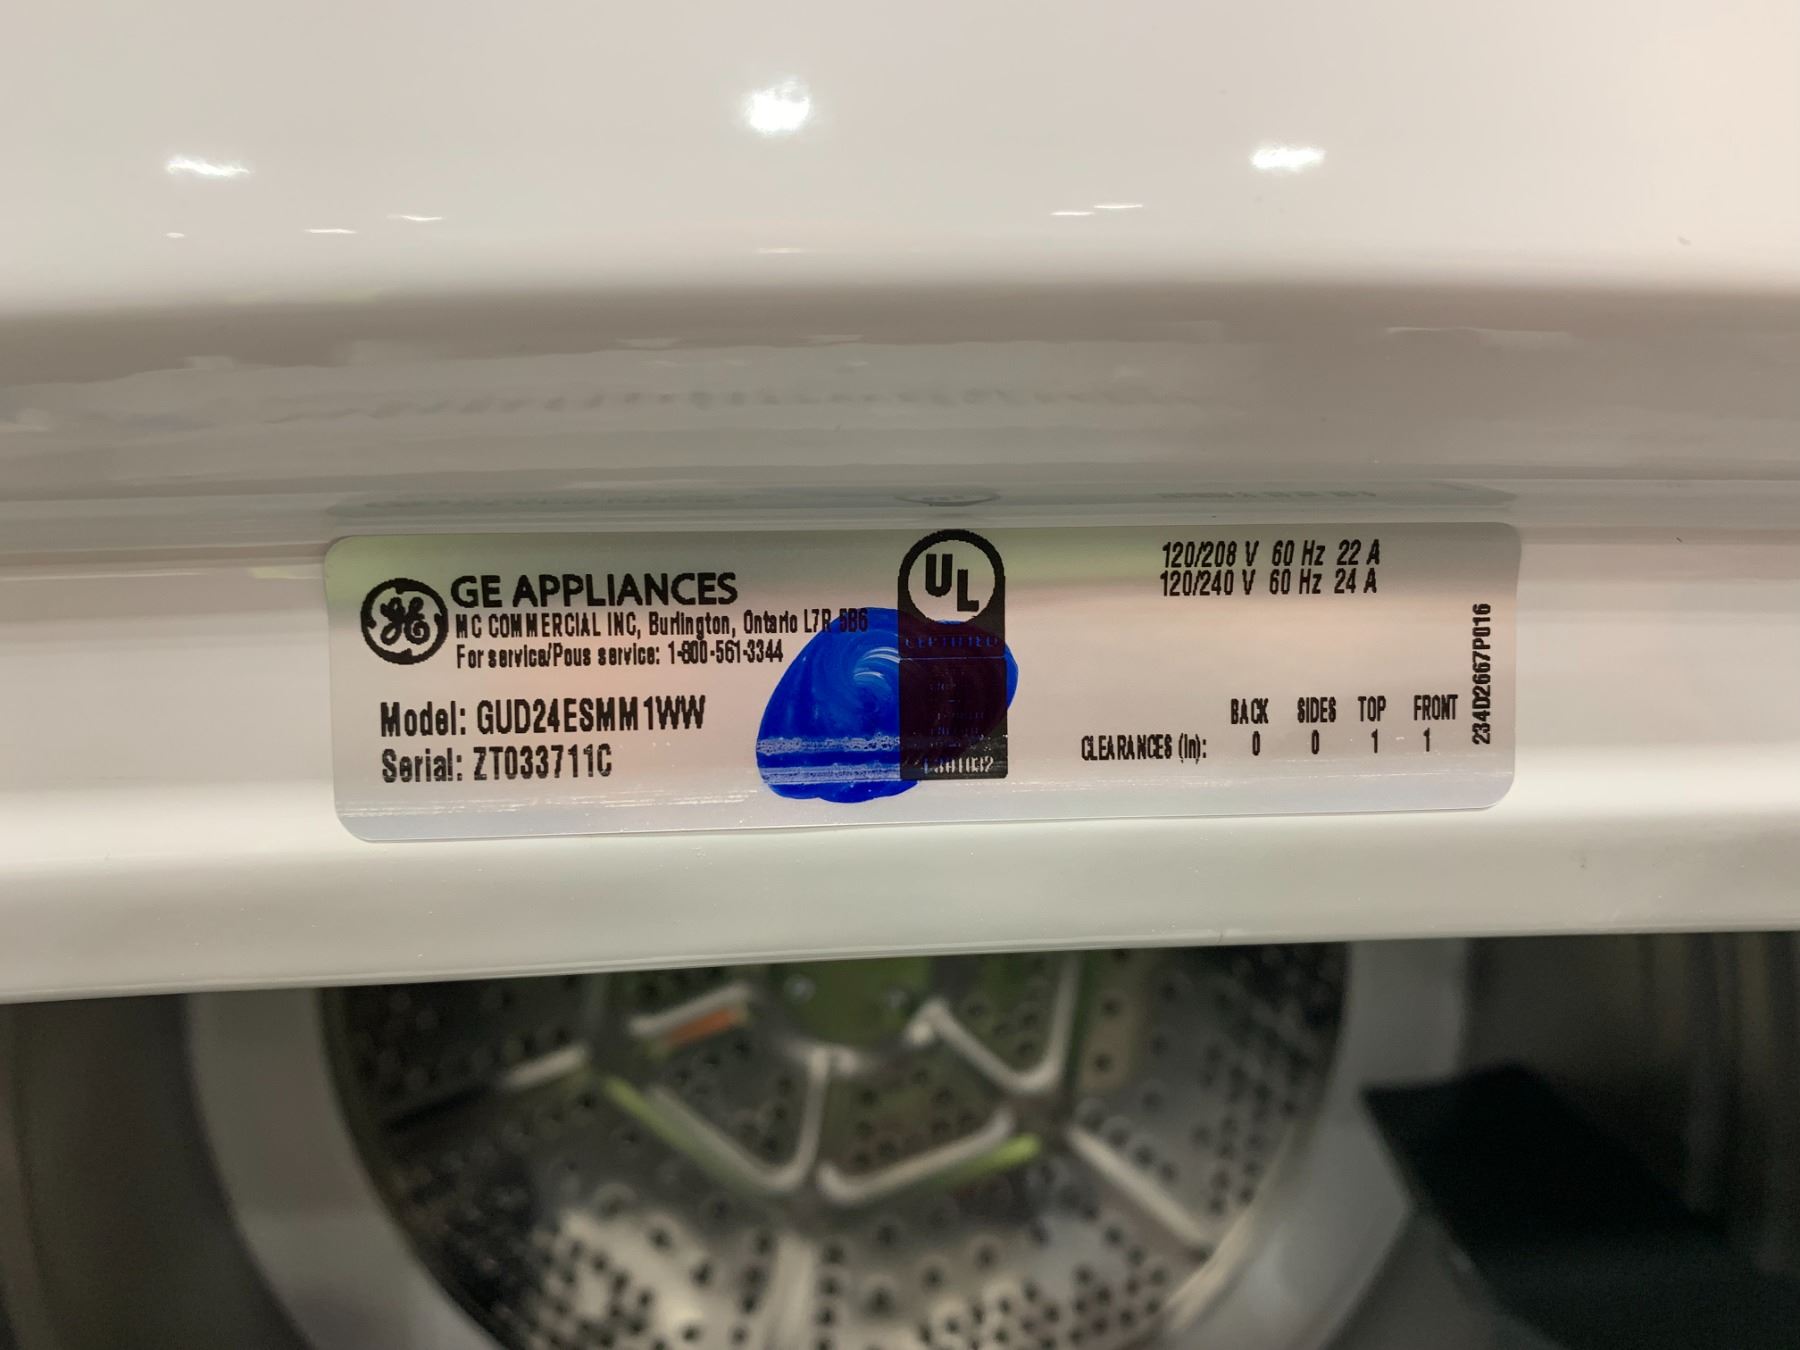 GE APPLIANCES
MC COMMERCIAL INC, Burlington, Ontario L7R 5B6
For service/Pous service: 1-800-561-3344
Model: GUD24ESMM1WW
Serial: ZT033711C
UL
CERTIFIED
120/208 V 60 Hz 22 A
120/240 V 60 Hz 24 A
BACK SIDES TOP FRONT
CLEARANCES (In): 0 0 1 1
234D2667P016